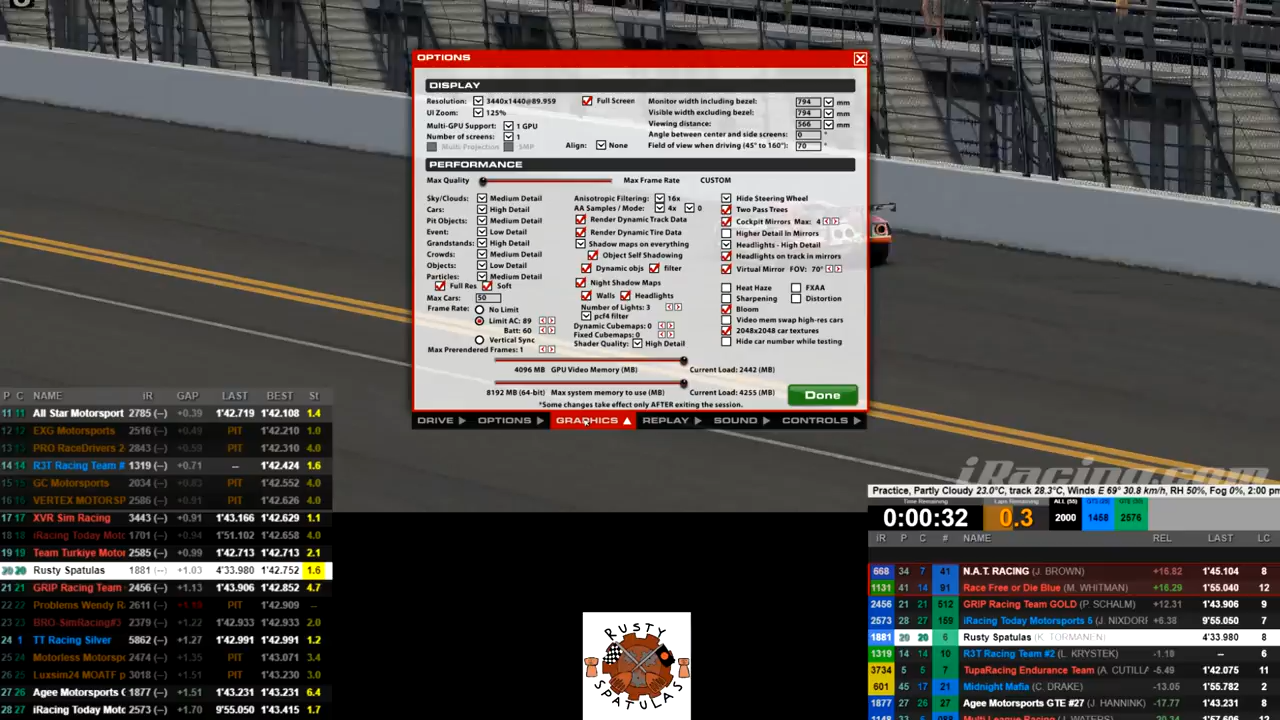 OPTIONS
DISPLAY
Resolution: 3440x1440@89.959 Full Screen Monitor width including bezel: 794 mm
UI Zoom: 125% Visible width excluding bezel: 794 mm
Multi-GPU Support: 1 GPU Viewing distance: 566 mm
Number of screens: 1 Angle between center and side screens: 0 °
Multi-Projection SMP Align: None Field of view when driving (45° to 160°): 70 °
PERFORMANCE
Max Quality Max Frame Rate CUSTOM
Sky/Clouds: Medium Detail Anisotropic Filtering: 16x Hide Steering Wheel
Cars: High Detail AA Samples / Mode: 4x 0 Two Pass Trees
Pit Objects: Medium Detail Render Dynamic Track Data Cockpit Mirrors Max: 4
Event: Low Detail Render Dynamic Tire Data Higher Detail In Mirrors
Grandstands: High Detail Shadow maps on everything Headlights - High Detail
Crowds: Medium Detail Object Self Shadowing Headlights on track in mirrors
Objects: Low Detail Dynamic objs filter Virtual Mirror FOV: 70°
Particles: Medium Detail Night Shadow Maps Heat Haze FXAA
Full Res Soft Walls Headlights Sharpening Distortion
Max Cars: 50 Number of Lights: 3 Bloom
Frame Rate: No Limit pcf4 filter Video mem swap high-res cars
Limit AC: 89 Dynamic Cubemaps: 0 2048x2048 car textures
Batt: 60 Fixed Cubemaps: 0
Vertical Sync Shader Quality: High Detail Hide car number while testing
Max Prerendered Frames: 1
4096 MB GPU Video Memory (MB) Current Load: 2442 (MB)
8192 MB (64-bit) Max system memory to use (MB) Current Load: 4255 (MB)
*Some changes take effect only AFTER exiting the session.
Done
DRIVE OPTIONS GRAPHICS REPLAY SOUND CONTROLS
P C NAME iR GAP LAST BEST St
11 11 All Star Motorsport 2785 (--) +0.39 1'42.719 1'42.108 1.4
12 12 EXG Motorsports 2516 (--) +0.49 PIT 1'42.210 1.0
13 13 PRO RaceDrivers 2843 (--) +0.59 PIT 1'42.310 4.0
14 14 R3T Racing Team # 1319 (--) +0.71 -- 1'42.424 1.6
15 15 GC Motorsports 2034 (--) +0.83 PIT 1'42.552 4.0
16 16 VERTEX MOTORSP 2586 (--) +0.91 PIT 1'42.626 4.0
17 17 XVR Sim Racing 3443 (--) +0.91 1'43.166 1'42.629 1.1
18 18 iRacing Today Moto 1701 (--) +0.94 1'51.102 1'42.658 4.0
19 19 Team Turkiye Motor 2585 (--) +0.99 1'42.713 1'42.713 2.1
20 20 Rusty Spatulas 1881 (--) +1.03 4'33.980 1'42.752 1.6
21 21 GRIP Racing Team 2456 (--) +1.13 1'43.906 1'42.852 4.7
22 22 Problems Wendy R 2611 (--) +1.18 PIT 1'42.909 --
23 23 BRO-SimRacing#3 2379 (--) +1.22 1'42.933 1'42.933 2.0
24 1 TT Racing Silver 5862 (--) +1.27 1'42.991 1'42.991 1.2
25 24 Motorless Motorspo 2474 (--) +1.35 PIT 1'43.071 3.4
26 25 Luxsim24 MOATF p 3018 (--) +1.51 PIT 1'43.230 3.0
27 26 Agee Motorsports 1877 (--) +1.51 1'43.231 1'43.231 6.4
28 27 iRacing Today Mot 2573 (--) +1.70 9'55.050 1'43.415 1.7
RUSTY
SPATULAS
iRacing.com
Practice, Partly Cloudy 23.0°C, track 28.3°C, Winds E 69° 30.8 km/h, RH 50%, Fog 0%, 2:00 pm
Time Remaining Laps Remaining
0:00:32 0.3 2000 1458 2576
iR P C # NAME REL LAST LC
668 34 7 41 N.A.T. RACING (J. BROWN) +16.82 1'45.104 8
1131 41 14 91 Race Free or Die Blue (M. WHITMAN) +16.29 1'55.040 12
2456 21 21 512 GRIP Racing Team GOLD (P. SCHALM) +12.31 1'43.906 9
2573 28 27 159 iRacing Today Motorsports 5 (J. NIXDORF +6.38 9'55.050 7
1881 20 20 6 Rusty Spatulas (K. TORMANEN) 4'33.980 8
1319 14 14 10 R3T Racing Team #2 (L. KRYSTEK) -1.10 -- 6
3734 5 5 7 TupaRacing Endurance Team (A. CUTILLA -5.49 1'42.075 11
601 45 17 21 Midnight Mafia (C. DRAKE) -13.05 1'55.782 2
1877 27 26 27 Agee Motorsports GTE #27 (J. HANNINK) -17.77 1'43.231 8